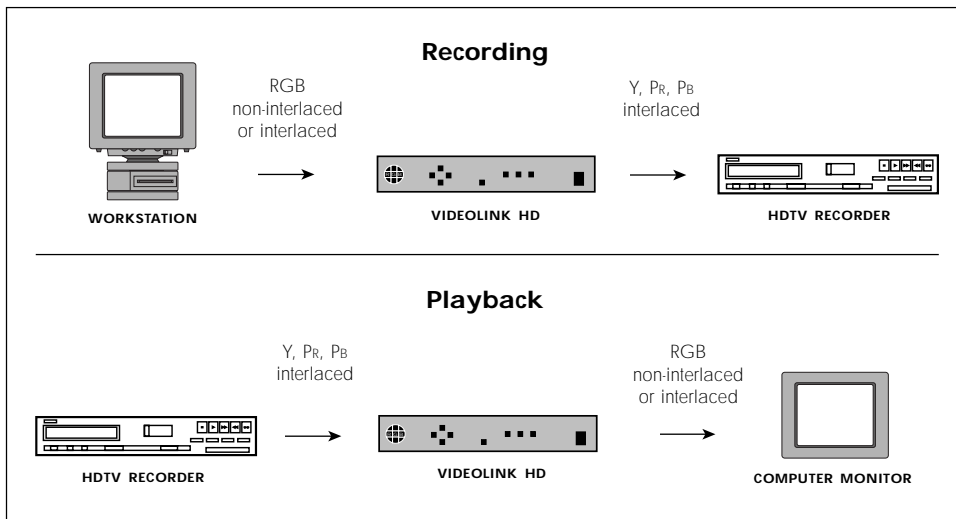 Recording
RGB
non-interlaced
or interlaced
Y, PR, PB
interlaced
WORKSTATION
VIDEOLINK HD
HDTV RECORDER
Playback
Y, PR, PB
interlaced
RGB
non-interlaced
or interlaced
HDTV RECORDER
VIDEOLINK HD
COMPUTER MONITOR